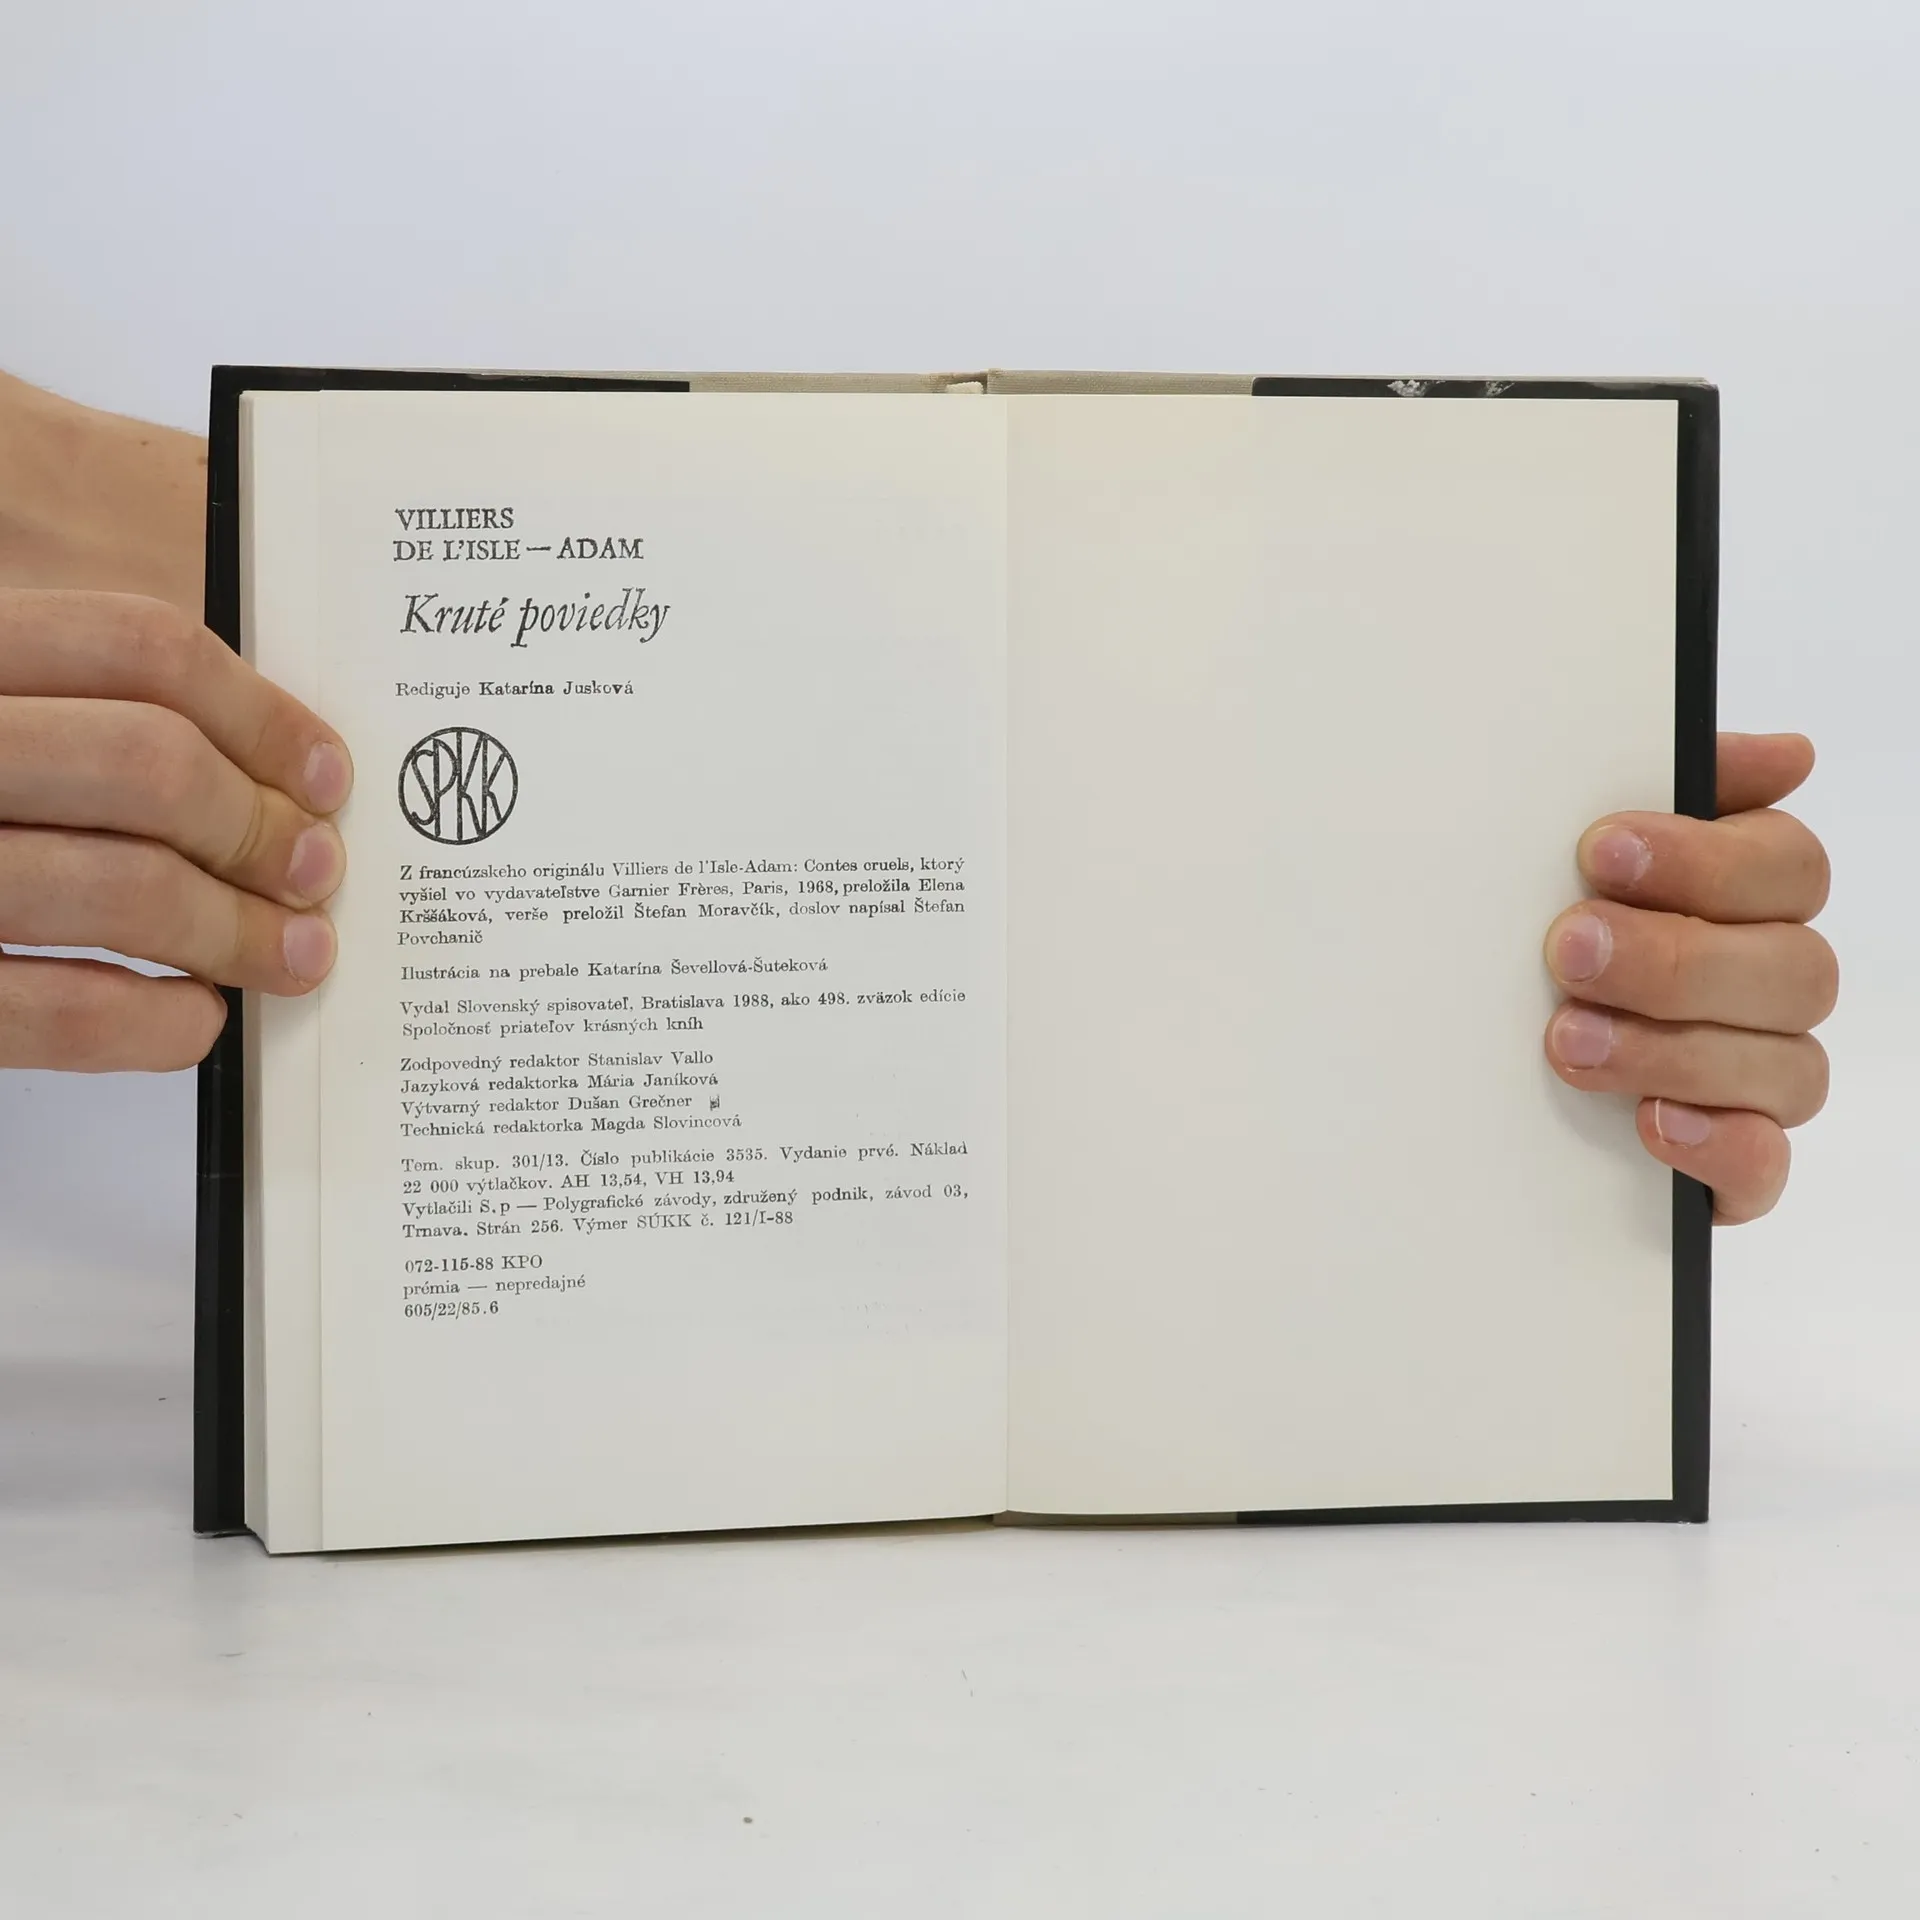 VILLIERS
DE L'ISLE — ADAM
Kruté poviedky
Rediguje Katarína Jusková
SPKK
Z francúzskeho originálu Villiers de l'Isle-Adam: Contes cruels, ktorý
vyšiel vo vydavateľstve Garnier Frères, Paris, 1968, preložila Elena
Krššáková, verše preložil Štefan Moravčík, doslov napísal Štefan
Povchanič
Ilustrácia na prebale Katarína Ševellová-Šuteková
Vydal Slovenský spisovateľ, Bratislava 1988, ako 498. zväzok edície
Spoločnosť priateľov krásnych kníh
Zodpovedný redaktor Stanislav Vallo
Jazyková redaktorka Mária Janíková
Výtvarný redaktor Dušan Grečner
Technická redaktorka Magda Slovincová
Tem. skup. 301/13. Číslo publikácie 3535. Vydanie prvé. Náklad
22 000 výtlačkov. AH 13,54, VH 13,94
Vytlačili S.p — Polygrafické závody, združený podnik, závod 03,
Trnava. Strán 256. Výmer SÚKK č. 121/I-88
072-115-88 KPO
prémia — nepredajné
605/22/85.6